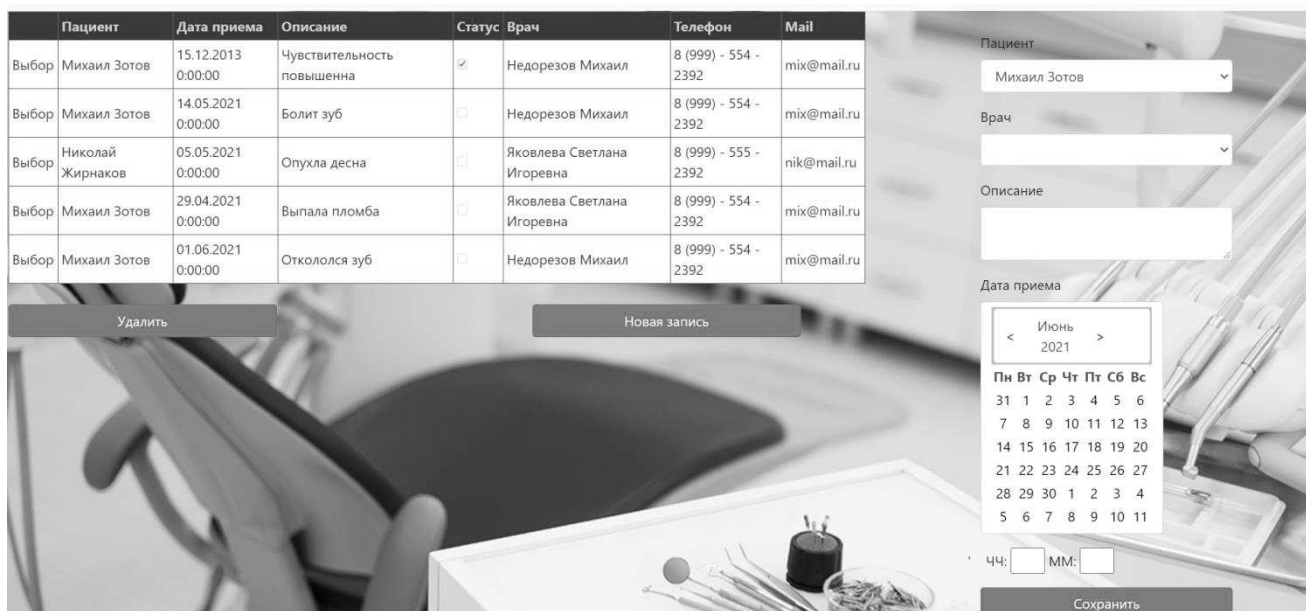 Пациент Дата приема Описание Статус Врач Телефон Mail
Выбор Михаил Зотов 15.12.2013 0:00:00 Чувствительность повышенна Недорезов Михаил 8 (999) - 554 - 2392 mix@mail.ru
Выбор Михаил Зотов 14.05.2021 0:00:00 Болит зуб Недорезов Михаил 8 (999) - 554 - 2392 mix@mail.ru
Выбор Николай Жирнаков 05.05.2021 0:00:00 Опухла десна Яковлева Светлана Игоревна 8 (999) - 555 - 2392 nik@mail.ru
Выбор Михаил Зотов 29.04.2021 0:00:00 Выпала пломба Яковлева Светлана Игоревна 8 (999) - 554 - 2392 mix@mail.ru
Выбор Михаил Зотов 01.06.2021 0:00:00 Откололся зуб Недорезов Михаил 8 (999) - 554 - 2392 mix@mail.ru
Удалить
Новая запись
Пациент
Михаил Зотов
Врач
Описание
Дата приема
< Июнь 2021 >
Пн Вт Ср Чт Пт Сб Вс
31 1 2 3 4 5 6
7 8 9 10 11 12 13
14 15 16 17 18 19 20
21 22 23 24 25 26 27
28 29 30 1 2 3 4
5 6 7 8 9 10 11
ЧЧ: ММ:
Сохранить